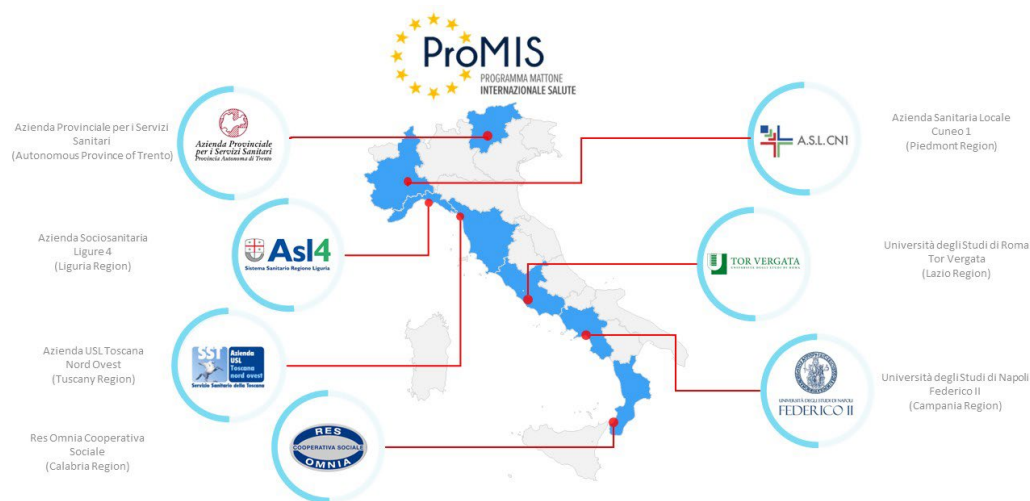 ProMIS
PROGRAMMA MATTONE
INTERNAZIONALE SALUTE
Azienda Provinciale per i Servizi
Sanitari
(Autonomous Province of Trento)
Azienda Provinciale
per i Servizi Sanitari
Provincia Autonoma di Trento
A.S.L. CN1
Azienda Sanitaria Locale
Cuneo 1
(Piedmont Region)
Azienda Sociosanitaria
Ligure 4
(Liguria Region)
Asl4
Sistema Sanitario Regione Liguria
TOR VERGATA
UNIVERSITÀ DEGLI STUDI DI ROMA
Università degli Studi di Roma
Tor Vergata
(Lazio Region)
Azienda USL Toscana
Nord Ovest
(Tuscany Region)
SST
Azienda
USL
Toscana
nord ovest
Servizio Sanitario della Toscana
UNIVERSITÀ DEGLI STUDI DI NAPOLI
FEDERICO II
Università degli Studi di Napoli
Federico II
(Campania Region)
Res Omnia Cooperativa
Sociale
(Calabria Region)
RES
COOPERATIVA SOCIALE
OMNIA